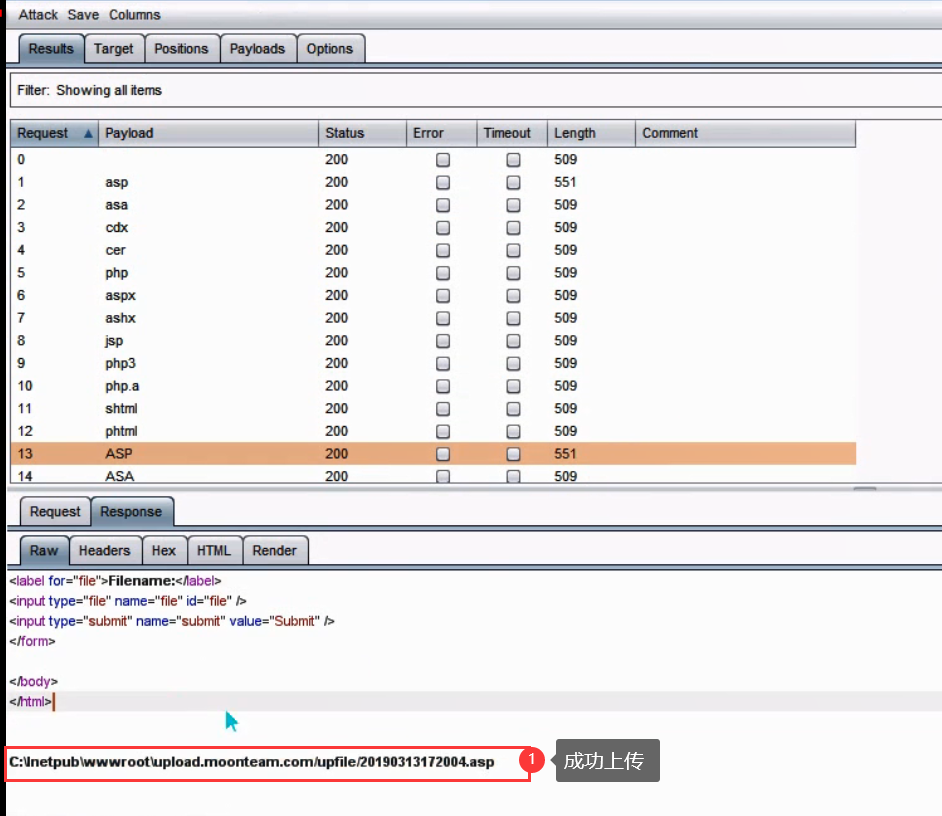 Attack Save Columns
Results Target Positions Payloads Options
Filter: Showing all items
Request Payload Status Error Timeout Length Comment
0 200 509
1 asp 200 551
2 asa 200 509
3 cdx 200 509
4 cer 200 509
5 php 200 509
6 aspx 200 509
7 ashx 200 509
8 jsp 200 509
9 php3 200 509
10 php.a 200 509
11 shtml 200 509
12 phtml 200 509
13 ASP 200 551
14 ASA 200 509
Request Response
Raw Headers Hex HTML Render
<label for="file">Filename:</label>
<input type="file" name="file" id="file" />
<input type="submit" name="submit" value="Submit" />
</form>
</body>
</html>
C:\Inetpub\wwwroot\upload.moonteam.com/upfile/20190313172004.asp
1 成功上传